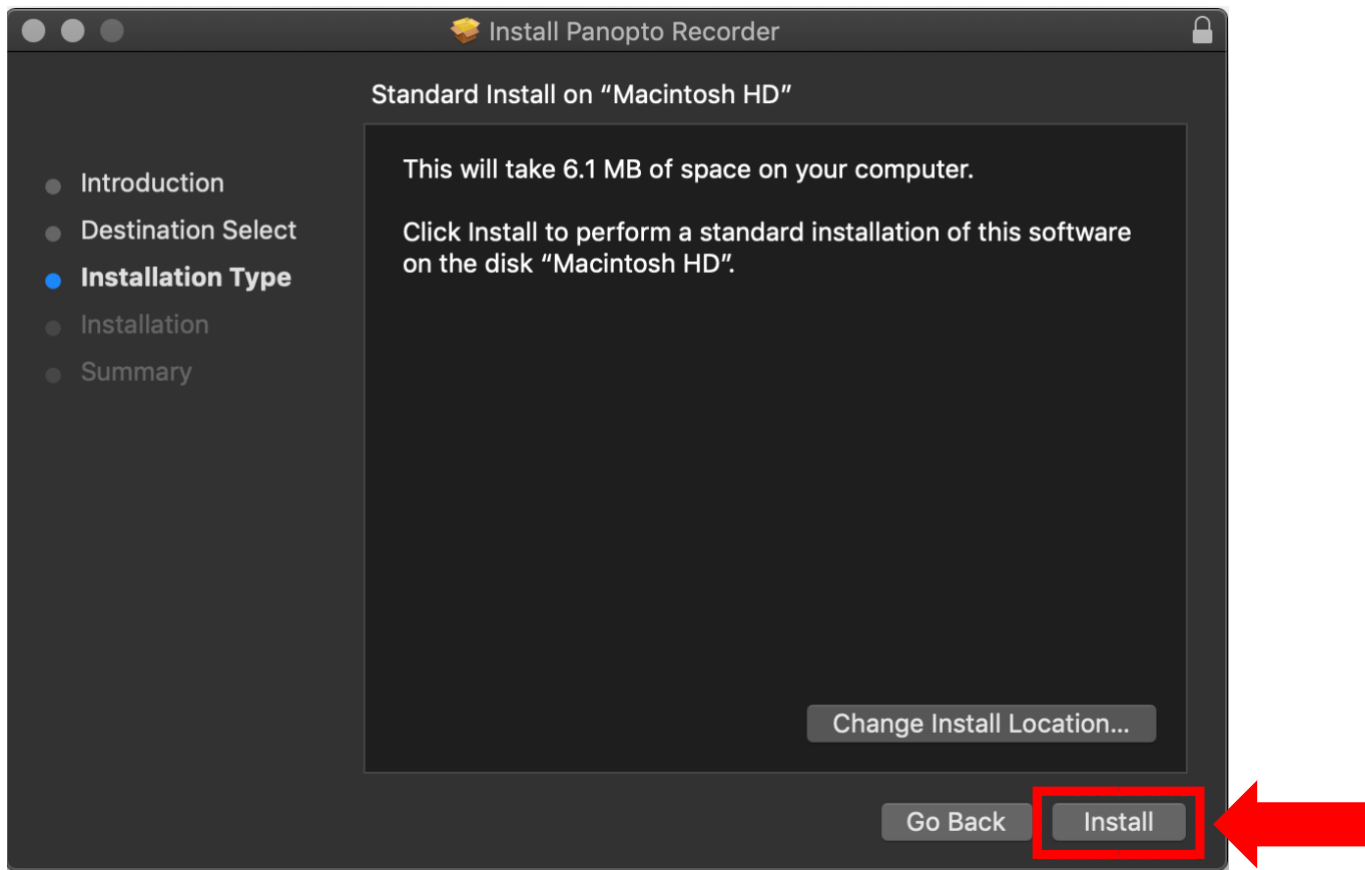 Install Panopto Recorder
Standard Install on “Macintosh HD”
Introduction
Destination Select
Installation Type
Installation
Summary
This will take 6.1 MB of space on your computer.
Click Install to perform a standard installation of this software
on the disk “Macintosh HD”.
Change Install Location...
Go Back
Install